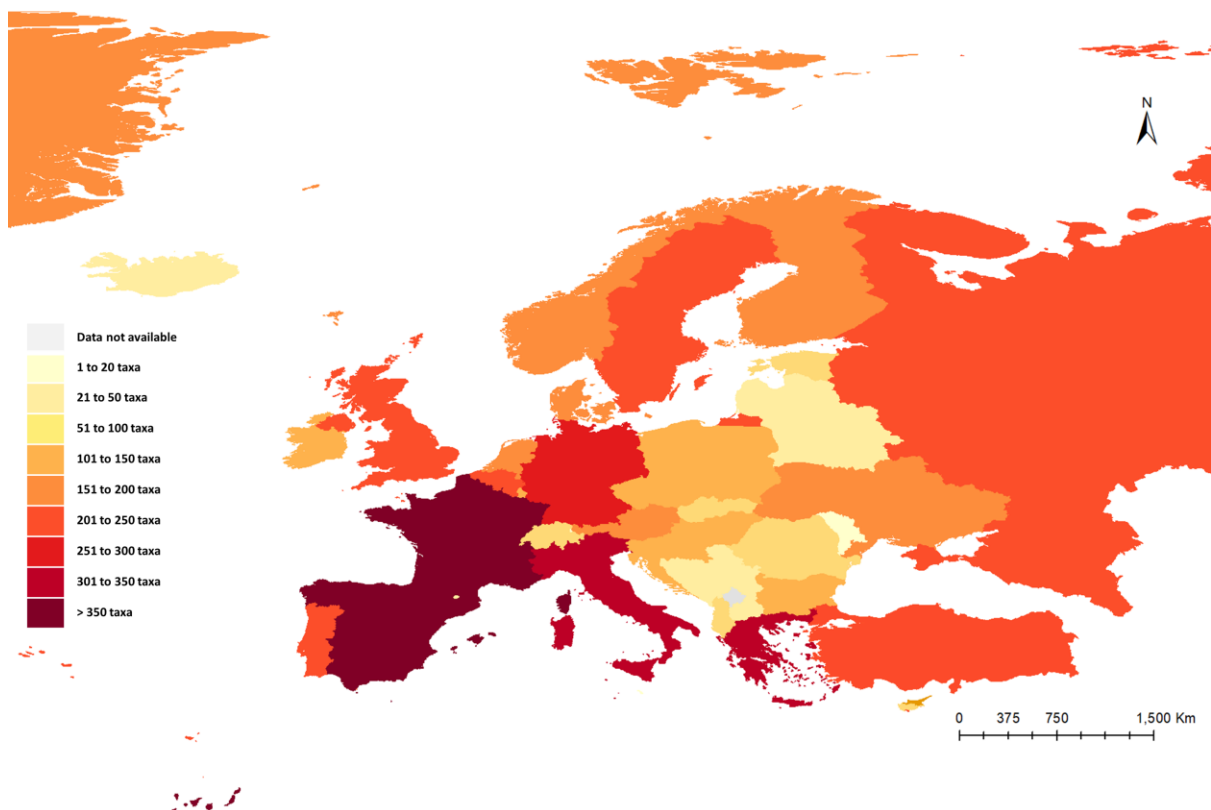 N
Data not available
1 to 20 taxa
21 to 50 taxa
51 to 100 taxa
101 to 150 taxa
151 to 200 taxa
201 to 250 taxa
251 to 300 taxa
301 to 350 taxa
> 350 taxa
0 375 750 1,500 Km